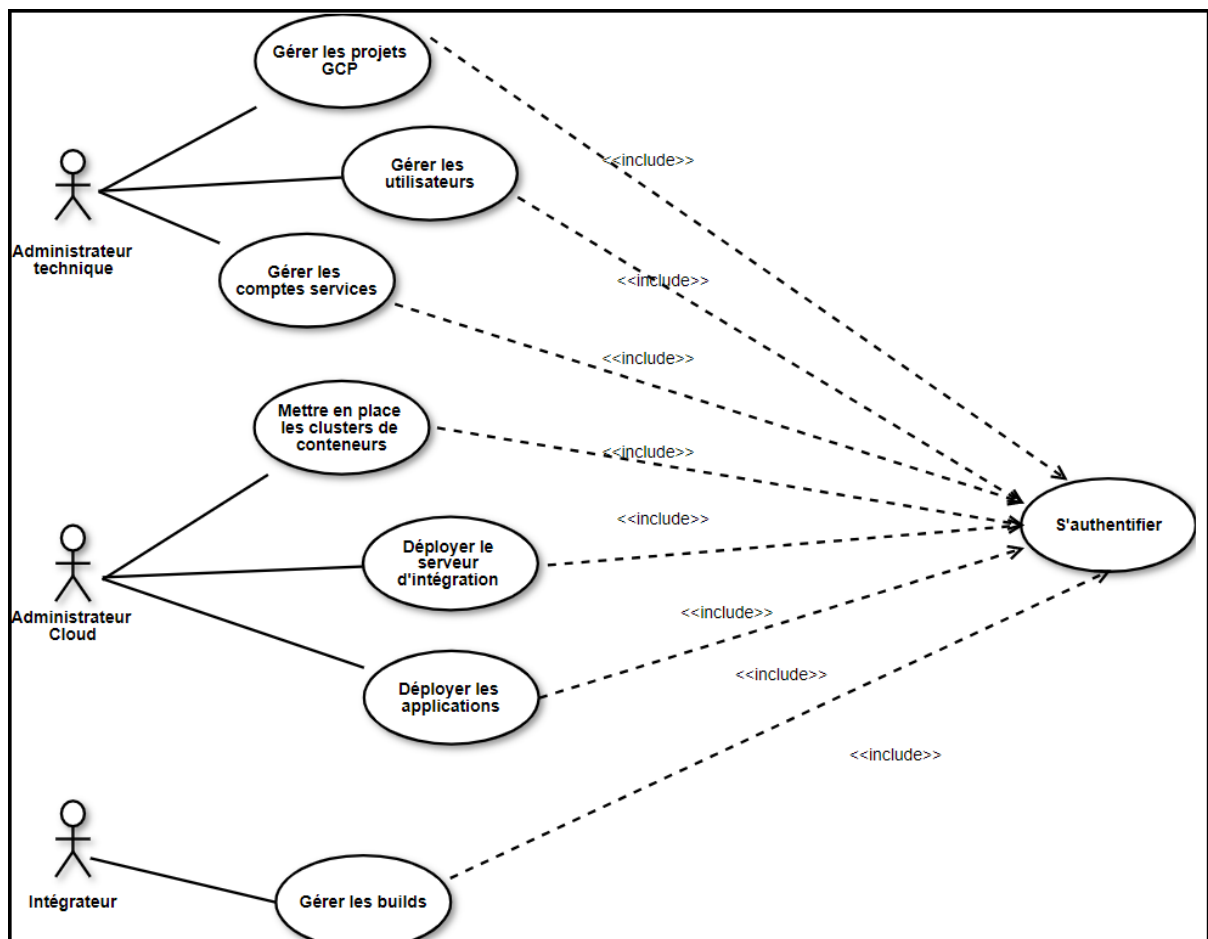 Gérer les projets
GCP
<<include>>
Gérer les
utilisateurs
Administrateur
technique
Gérer les
comptes services
<<include>>
<<include>>
Mettre en place
les clusters de
conteneurs
<<include>>
S'authentifier
<<include>>
Déployer le
serveur
d'intégration
Administrateur
Cloud
<<include>>
Déployer les
applications
<<include>>
<<include>>
Intégrateur
Gérer les builds